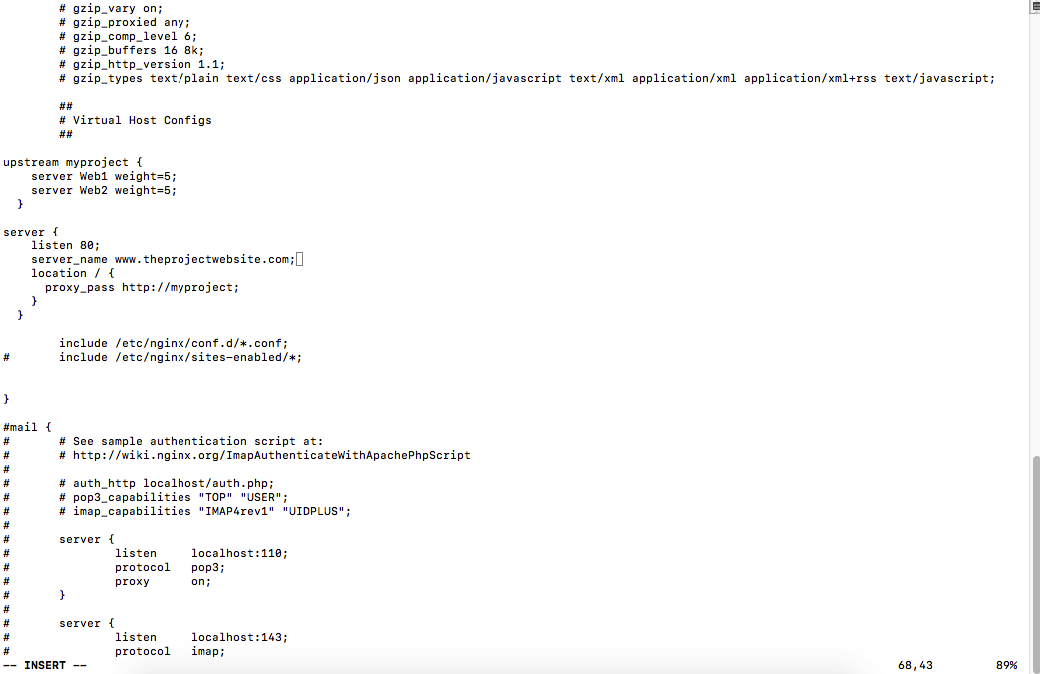 # gzip_vary on;
# gzip_proxied any;
# gzip_comp_level 6;
# gzip_buffers 16 8k;
# gzip_http_version 1.1;
# gzip_types text/plain text/css application/json application/javascript text/xml application/xml application/xml+rss text/javascript;
##
# Virtual Host Configs
##
upstream myproject {
server Web1 weight=5;
server Web2 weight=5;
}
server {
listen 80;
server_name www.theprojectwebsite.com;
location / {
proxy_pass http://myproject;
}
}
include /etc/nginx/conf.d/*.conf;
# include /etc/nginx/sites-enabled/*;
}
#mail {
# # See sample authentication script at:
# # http://wiki.nginx.org/ImapAuthenticateWithApachePhpScript
#
# # auth_http localhost/auth.php;
# # pop3_capabilities "TOP" "USER";
# # imap_capabilities "IMAP4rev1" "UIDPLUS";
#
# server {
# listen localhost:110;
# protocol pop3;
# proxy on;
# }
#
# server {
# listen localhost:143;
# protocol imap;
-- INSERT -- 68,43 89%